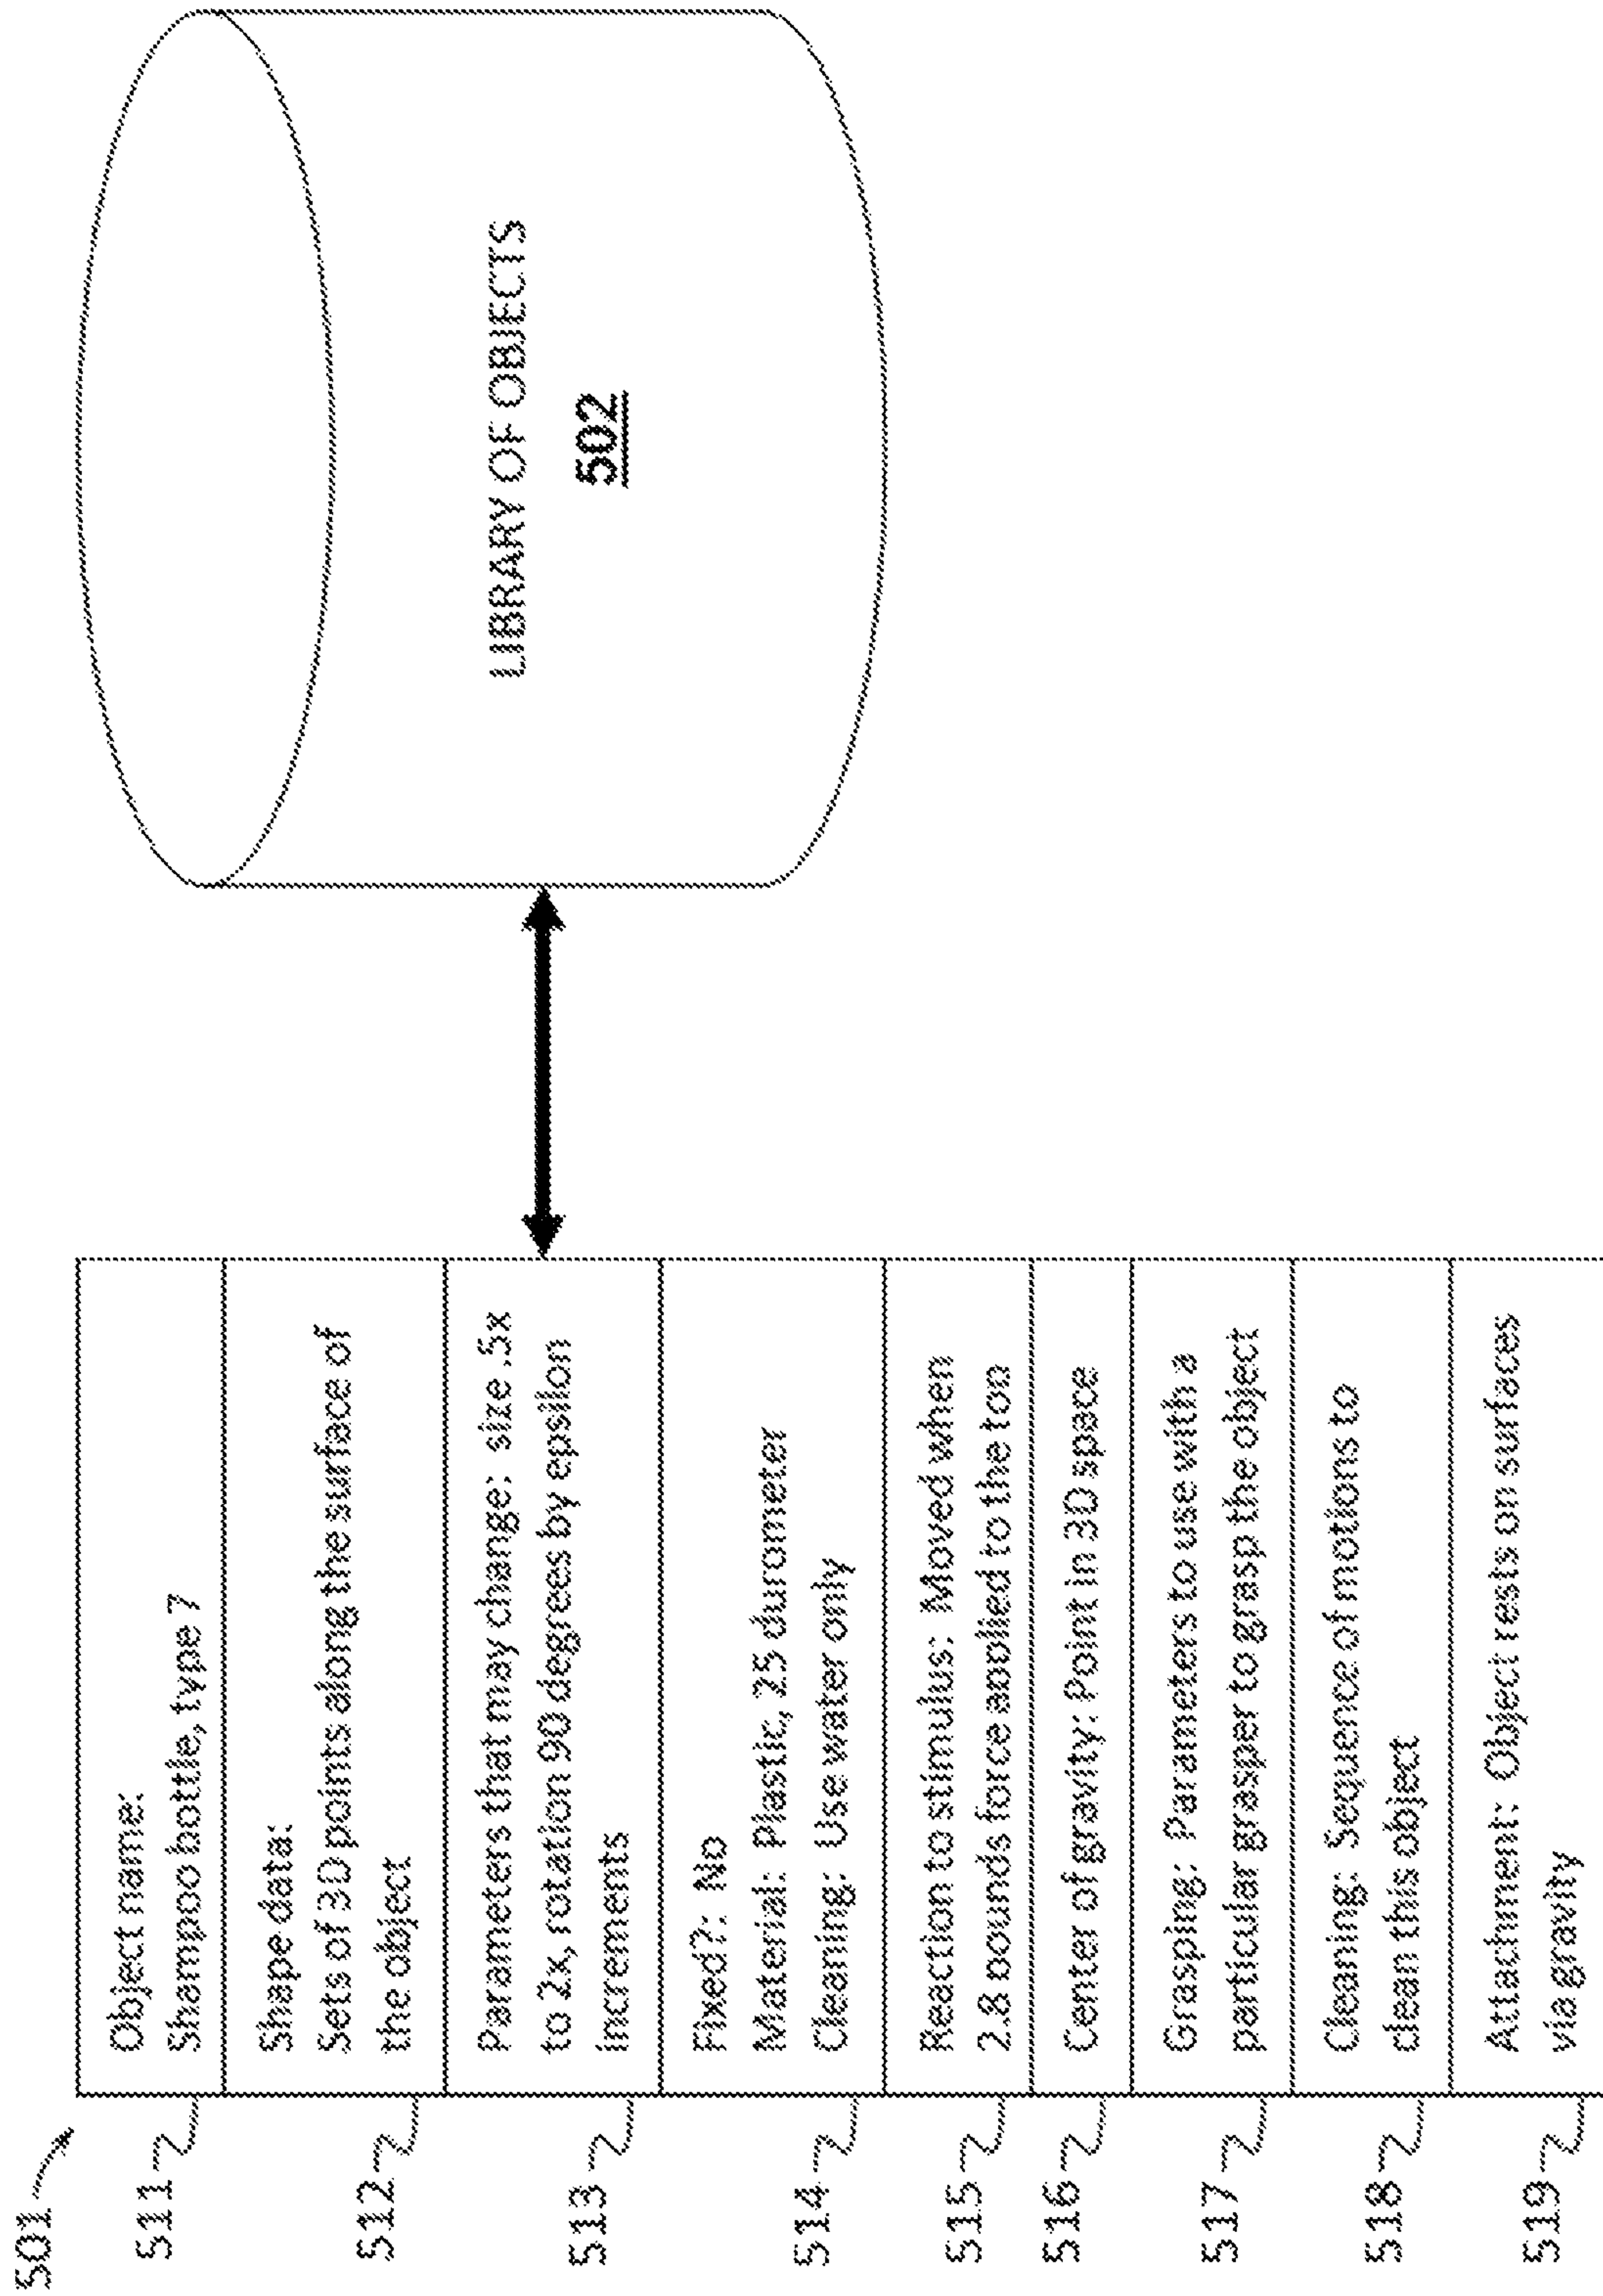 501
511
Object name:
Shampoo bottle, type 7
512
Shape data:
Sets of 3D points along the surface of
the object
513
Parameters that may change: size .5x
to 2x, rotation 90 degrees by epsilon
increments
514
Fixed?: No
Material: Plastic, 25 durometer
Cleaning: Use water only
515
Reaction to stimulus: Moved when
2.8 pounds force applied to the top
516
Center of gravity: Point in 3D space
517
Grasping: Parameters to use with a
particular grasper to grasp the object
518
Cleaning: Sequence of motions to
clean this object
519
Attachment: Object rests on surfaces
via gravity
LIBRARY OF OBJECTS
502